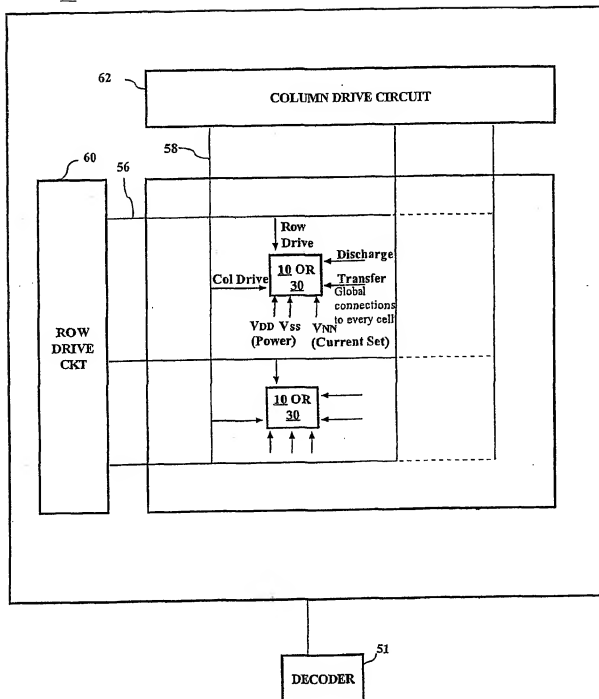 62
COLUMN DRIVE CIRCUIT
58
60
56
Row
Drive
Discharge
10 OR
30
Col Drive
Transfer
Global
connections
to every cell
VDD VSS
(Power)
VNN
(Current Set)
ROW
DRIVE
CKT
10 OR
30
51
DECODER